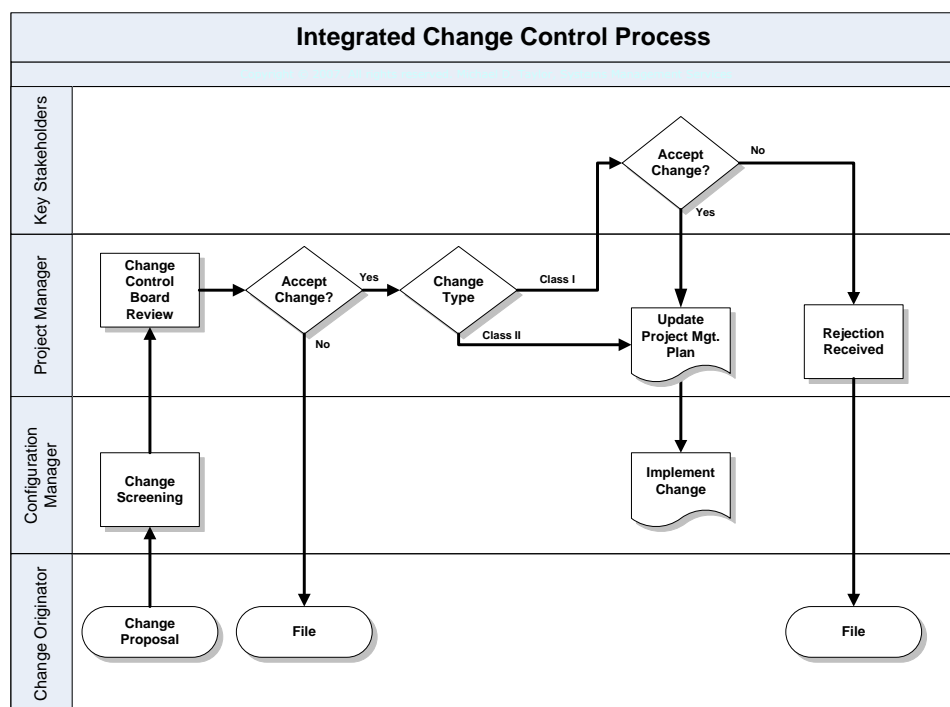 Integrated Change Control Process
Key Stakeholders
Accept
Change?
No
Yes
Project Manager
Change
Control
Board
Review
Accept
Change?
Yes
No
Change
Type
Class I
Class II
Update
Project Mgt.
Plan
Rejection
Received
Configuration
Manager
Change
Screening
Implement
Change
Change Originator
Change
Proposal
File
File